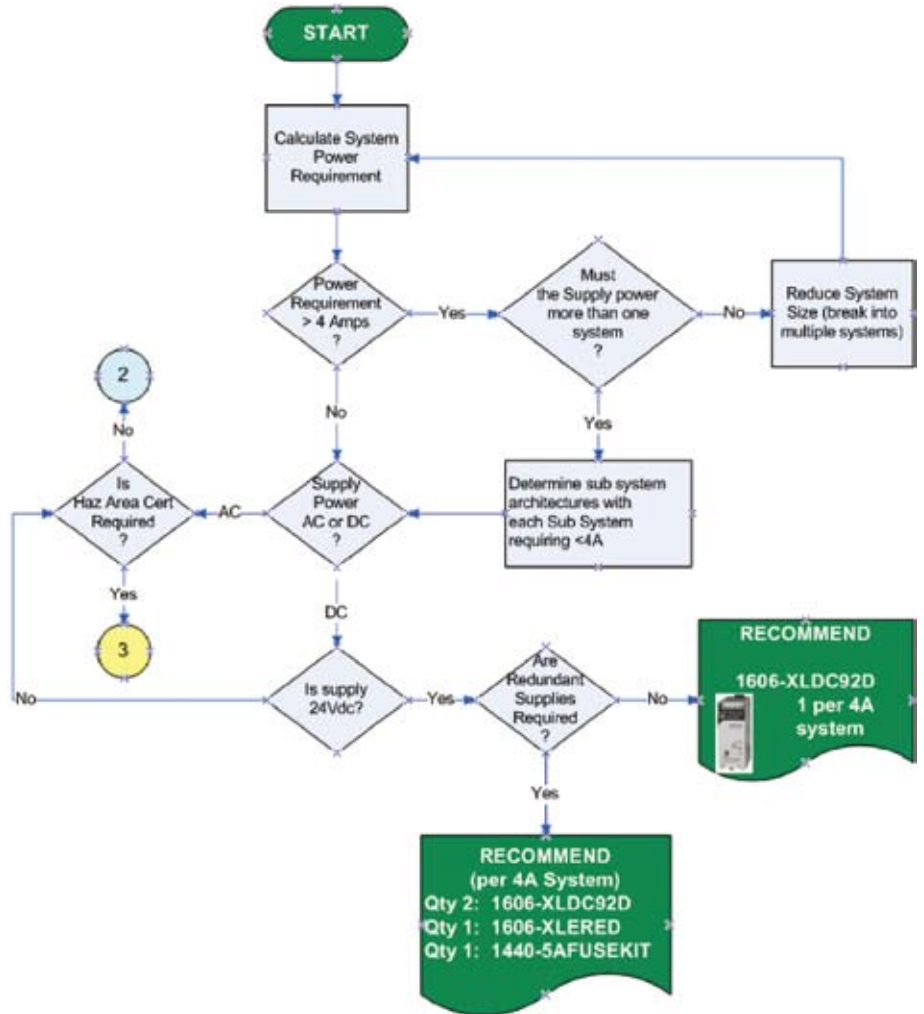 START
Calculate System
Power
Requirement
Power
Requirement
> 4 Amps
?
Yes
Must
the Supply power
more than one
system
?
No
Reduce System
Size (break into
multiple systems)
2
No
No
Yes
Is
Haz Area Cert
Required
?
AC
Supply
Power
AC or DC
?
Determine sub system
architectures with
each Sub System
requiring <4A
Yes
3
DC
No
Is supply
24Vdc?
Yes
Are
Redundant
Supplies
Required
?
No
RECOMMEND
1606-XLDC92D
1 per 4A
system
Yes
RECOMMEND
(per 4A System)
Qty 2: 1606-XLDC92D
Qty 1: 1606-XLERED
Qty 1: 1440-5AFUSEKIT